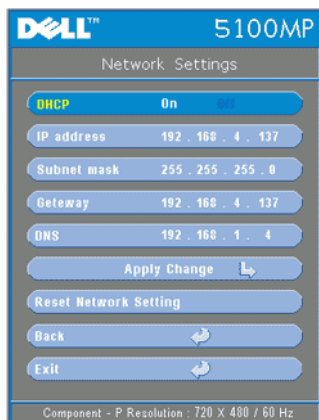 DELL™ 5100MP
Network Settings
DHCP On Off
IP address 192 . 168 . 4 . 137
Subnet mask 255 . 255 . 255 . 0
Geteway 192 . 168 . 4 . 137
DNS 192 . 168 . 1 . 4
Apply Change
Reset Network Setting
Back
Exit
Component - P Resolution : 720 X 480 / 60 Hz